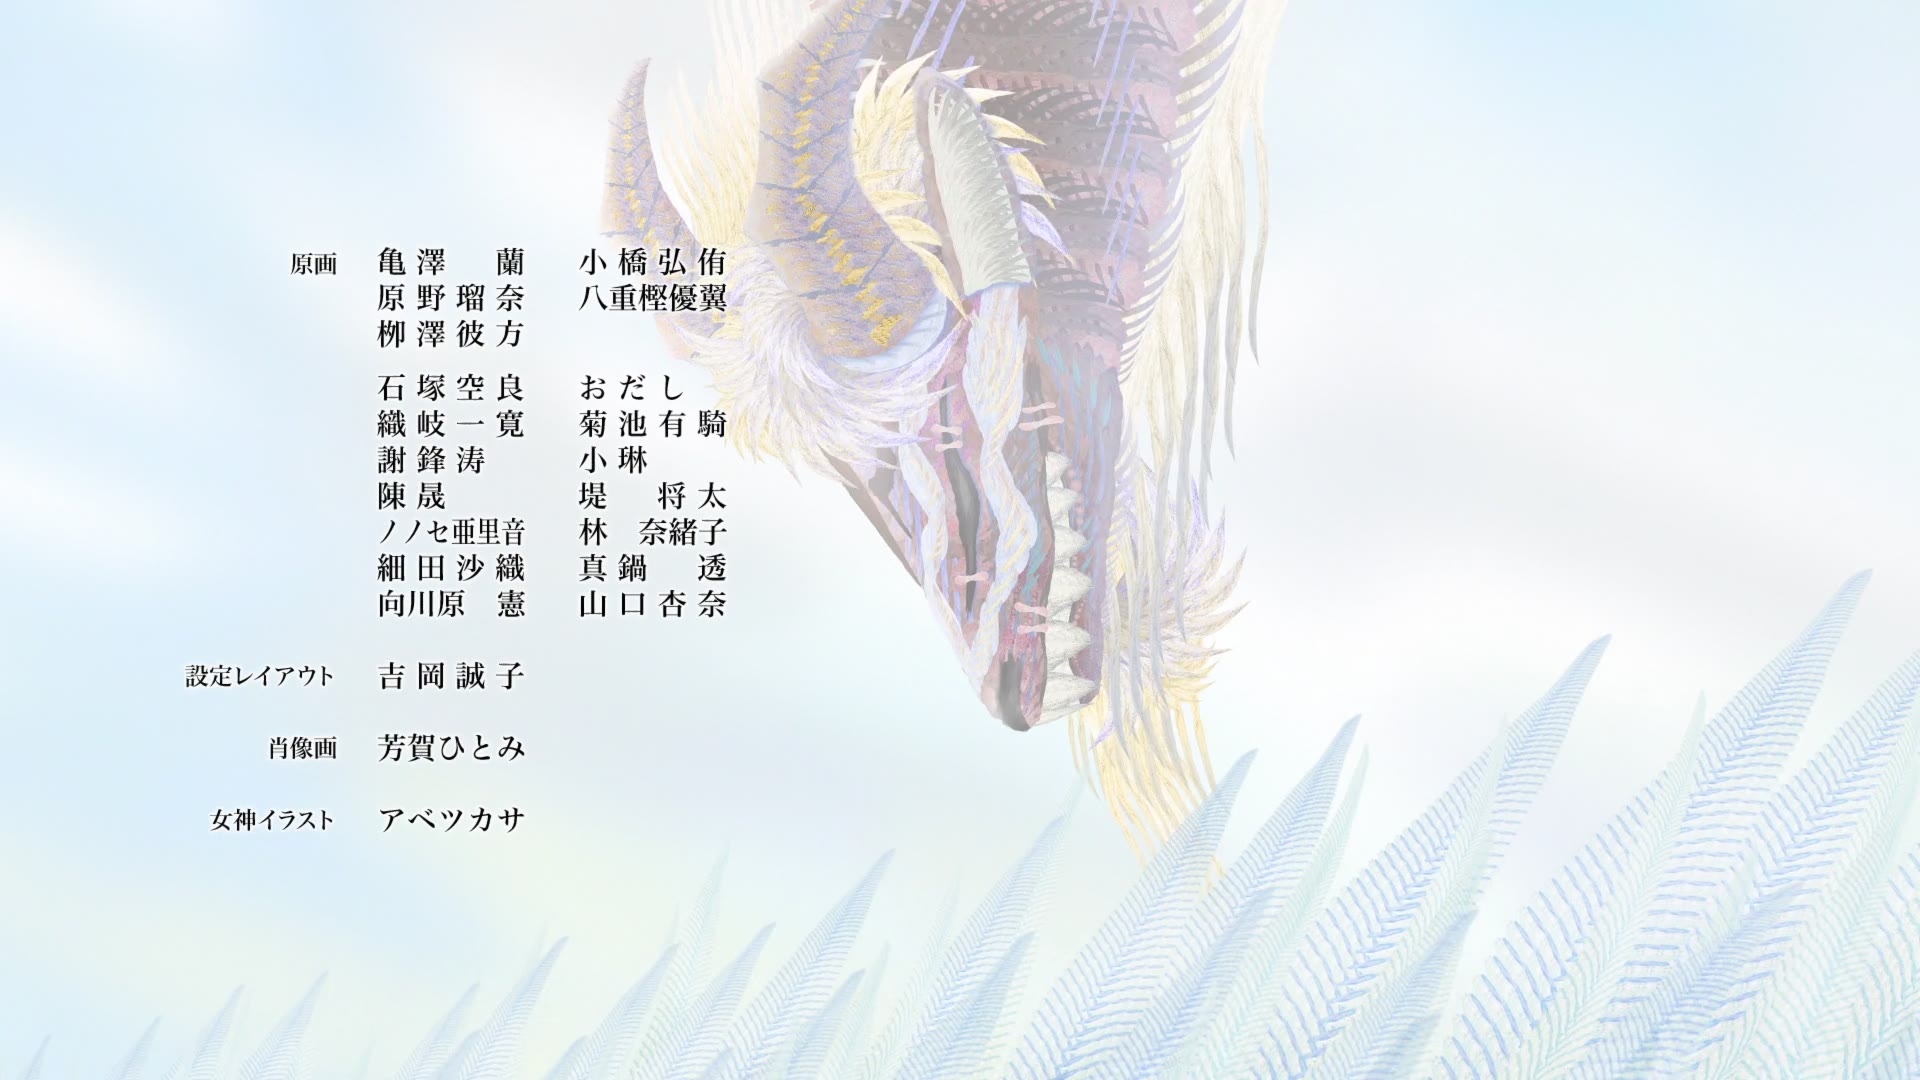 原画 亀澤 蘭 小橋弘侑
原野瑠奈 八重樫優翼
栁澤彼方
石塚空良 おだし
織岐一寛 菊池有騎
謝鋒涛 小琳
陳晟 堤 将太
ノノセ亜里音 林 奈緒子
細田沙織 真鍋 透
向川原 憲 山口杏奈
設定レイアウト 吉岡誠子
肖像画 芳賀ひとみ
女神イラスト アベツカサ